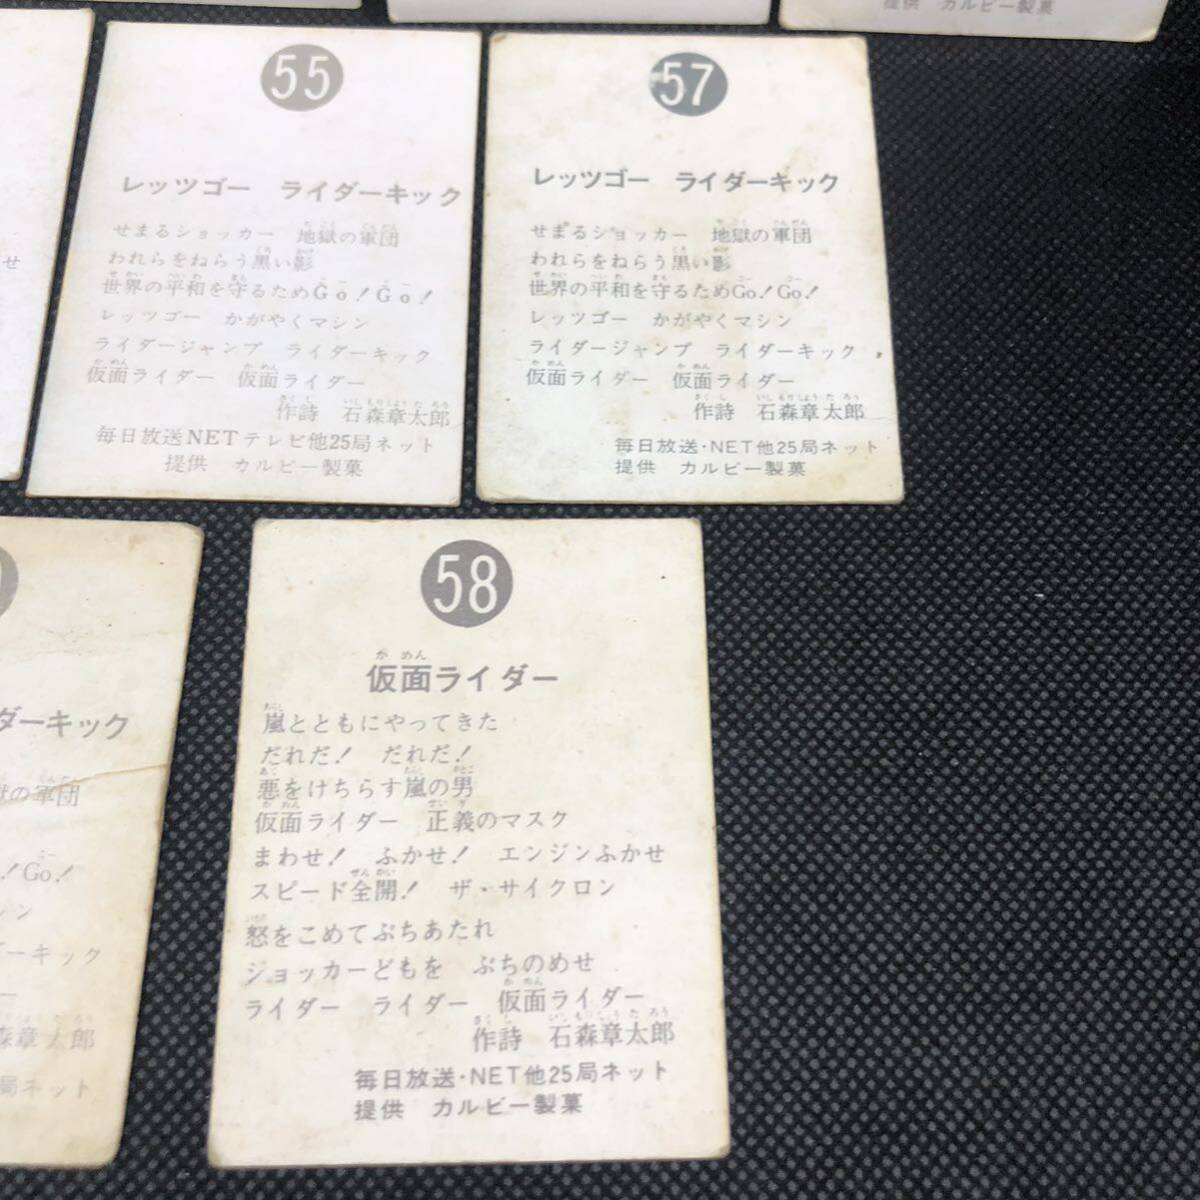 提供　カルビー製菓
せ
55
レッツゴー　ライダーキック
せまるショッカー　地獄の軍団
われらをねらう黒い影
世界の平和を守るためGo！Go！
レッツゴー　かがやくマシン
ライダージャンプ　ライダーキック
仮面ライダー　仮面ライダー
作詩　石森章太郎
毎日放送NETテレビ他25局ネット
提供　カルビー製菓
57
レッツゴー　ライダーキック
せまるショッカー　地獄の軍団
われらをねらう黒い影
世界の平和を守るためGo！Go！
レッツゴー　かがやくマシン
ライダージャンプ　ライダーキック
仮面ライダー　仮面ライダー
作詩　石森章太郎
毎日放送・NET他25局ネット
提供　カルビー製菓
ダーキック
獄の軍団
！Go！
シン
ーキック
ー
森章太郎
局ネット
58
仮面ライダー
嵐とともにやってきた
だれだ！　だれだ！
悪をけちらす嵐の男
仮面ライダー　正義のマスク
まわせ！　ふかせ！　エンジンふかせ
スピード全開！　ザ・サイクロン
怒をこめてぶちあたれ
ショッカーどもを　ぶちのめせ
ライダー　ライダー　仮面ライダー
作詩　石森章太郎
毎日放送・NET他25局ネット
提供　カルビー製菓